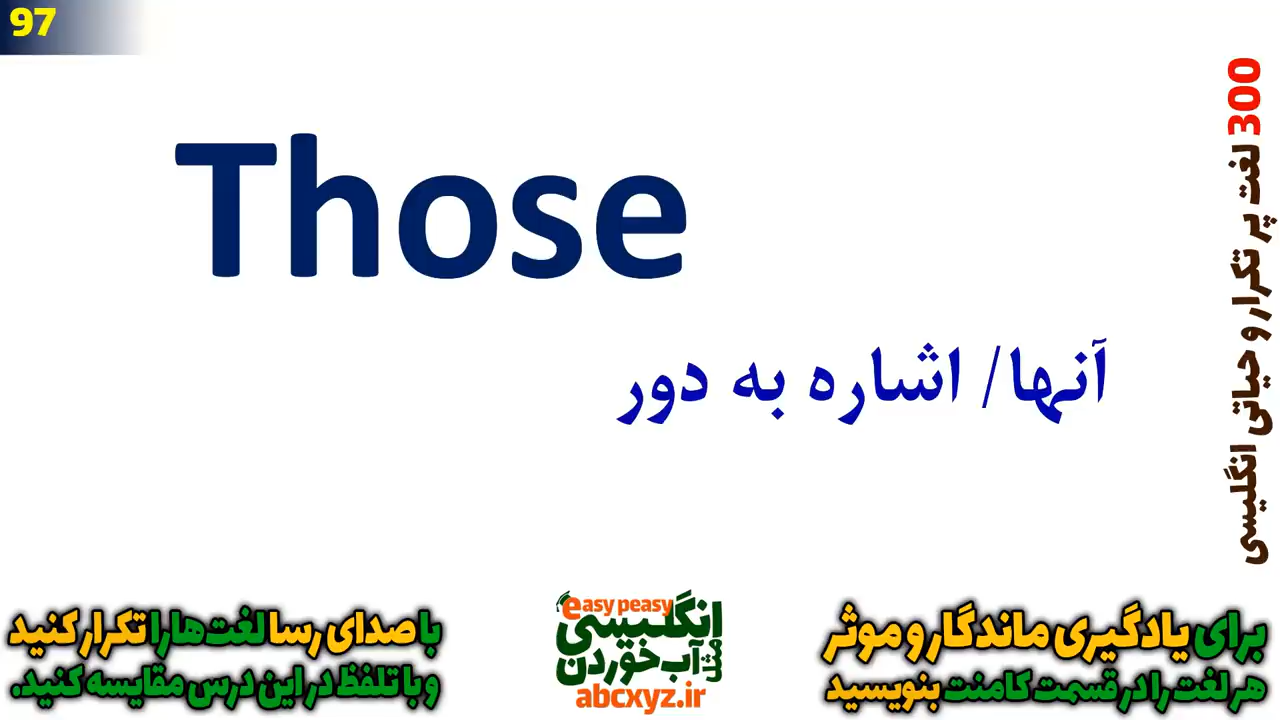 97
Those
آنها/ اشاره به دور
300 لغت پر تکرار و حیاتی انگلیسی
با صدای رسا لغت‌ها را تکرار کنید
و با تلفظ در این درس مقایسه کنید.
easy peasy
انگلیسی
مثل آب خوردن
abcxyz.ir
برای یادگیری ماندگار و موثر
هر لغت را در قسمت کامنت بنویسید